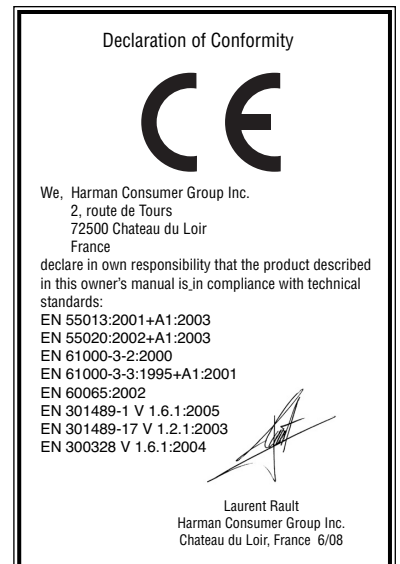 Declaration of Conformity
CE
We, Harman Consumer Group Inc.
2, route de Tours
72500 Chateau du Loir
France
declare in own responsibility that the product described
in this owner's manual is in compliance with technical
standards:
EN 55013:2001+A1:2003
EN 55020:2002+A1:2003
EN 61000-3-2:2000
EN 61000-3-3:1995+A1:2001
EN 60065:2002
EN 301489-1 V 1.6.1:2005
EN 301489-17 V 1.2.1:2003
EN 300328 V 1.6.1:2004
Laurent Rault
Harman Consumer Group Inc.
Chateau du Loir, France 6/08